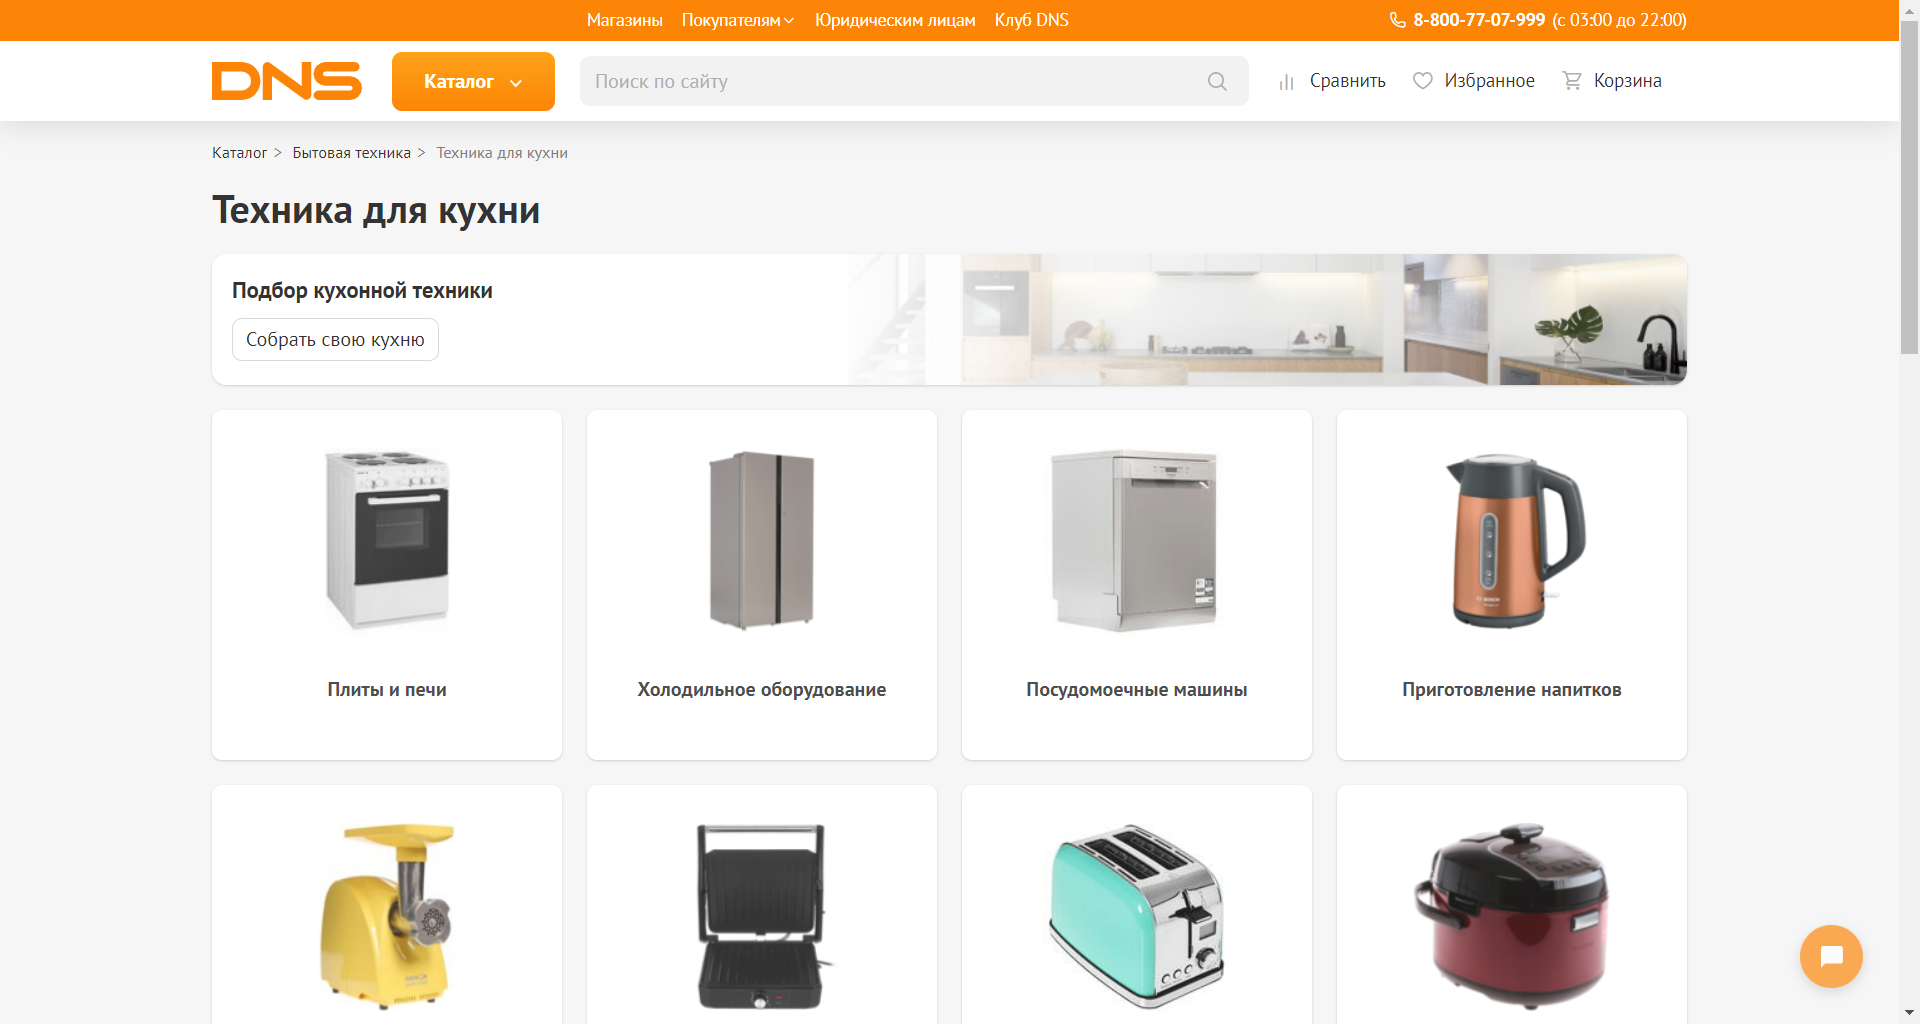 Магазины Покупателям Юридическим лицам Клуб DNS 8-800-77-07-999 (с 03:00 до 22:00)
DNS Каталог Поиск по сайту Сравнить Избранное Корзина
Каталог > Бытовая техника > Техника для кухни
Техника для кухни
Подбор кухонной техники
Собрать свою кухню
Плиты и печи
Холодильное оборудование
Посудомоечные машины
Приготовление напитков